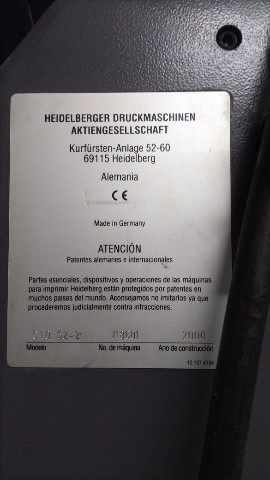 HEIDELBERGER DRUCKMASCHINEN
AKTIENGESELLSCHAFT
Kurfürsten-Anlage 52-60
69115 Heidelberg
Alemania
CE
Made in Germany
ATENCIÓN
Patentes alemanes e internacionales
Partes esenciales, dispositivos y operaciones de las máquinas
para imprimir Heidelberg están protegidos por patentes en
muchos países del mundo. Aconsejamos no imitarlos ya que
procederemos judicialmente contra infracciones.
2000
Modelo No. de máquina Ano de construcción